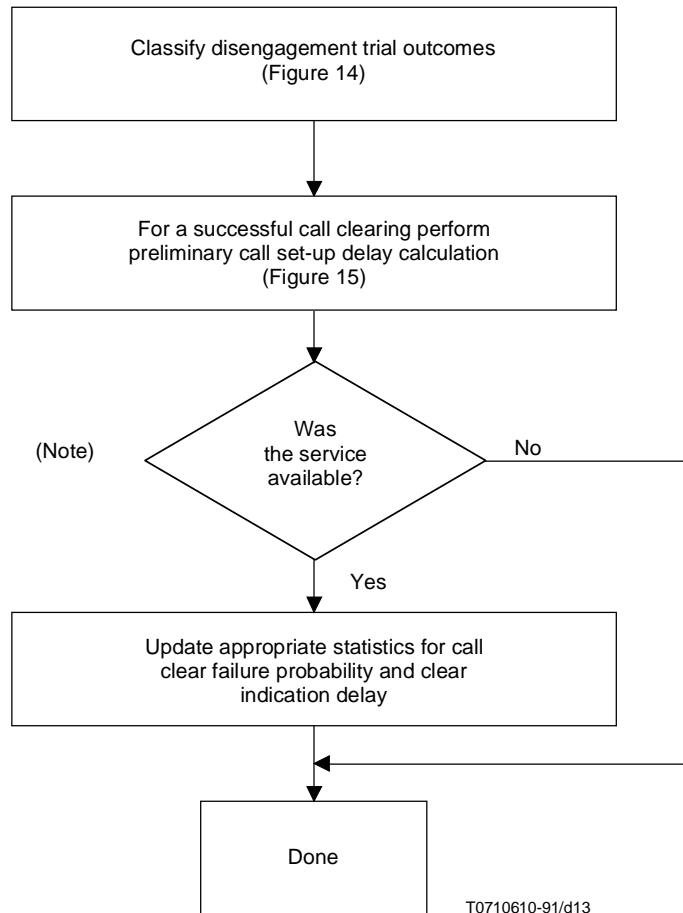 Classify disengagement trial outcomes
(Figure 14)
For a successful call clearing perform
preliminary call set-up delay calculation
(Figure 15)
(Note)
Was
the service
available?
No
Yes
Update appropriate statistics for call
clear failure probability and clear
indication delay
Done
T0710610-91/d13